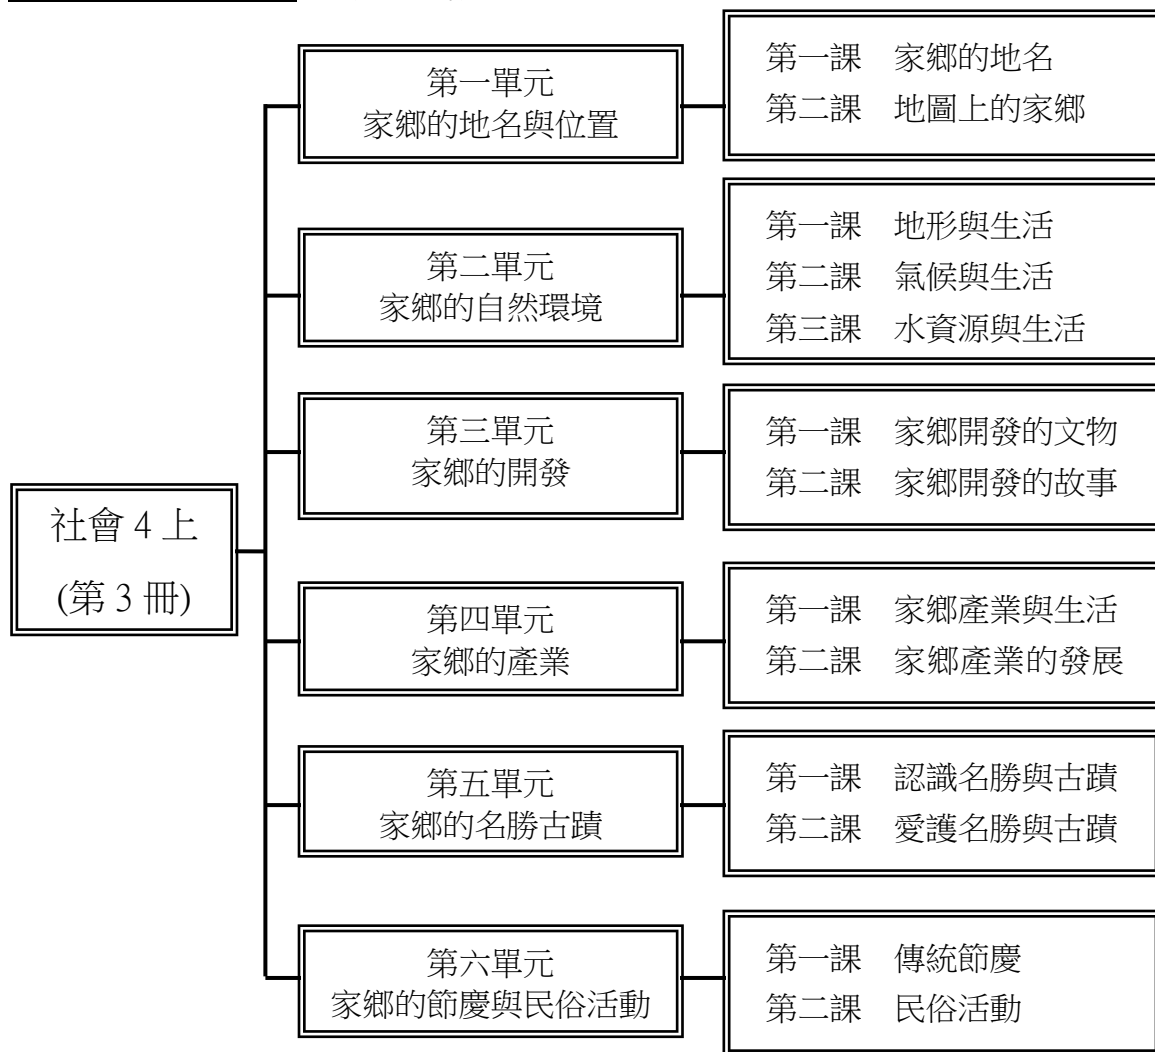 社會 4 上
(第 3 冊)
第一單元
家鄉的地名與位置
第一課 家鄉的地名
第二課 地圖上的家鄉
第二單元
家鄉的自然環境
第一課 地形與生活
第二課 氣候與生活
第三課 水資源與生活
第三單元
家鄉的開發
第一課 家鄉開發的文物
第二課 家鄉開發的故事
第四單元
家鄉的產業
第一課 家鄉產業與生活
第二課 家鄉產業的發展
第五單元
家鄉的名勝古蹟
第一課 認識名勝與古蹟
第二課 愛護名勝與古蹟
第六單元
家鄉的節慶與民俗活動
第一課 傳統節慶
第二課 民俗活動